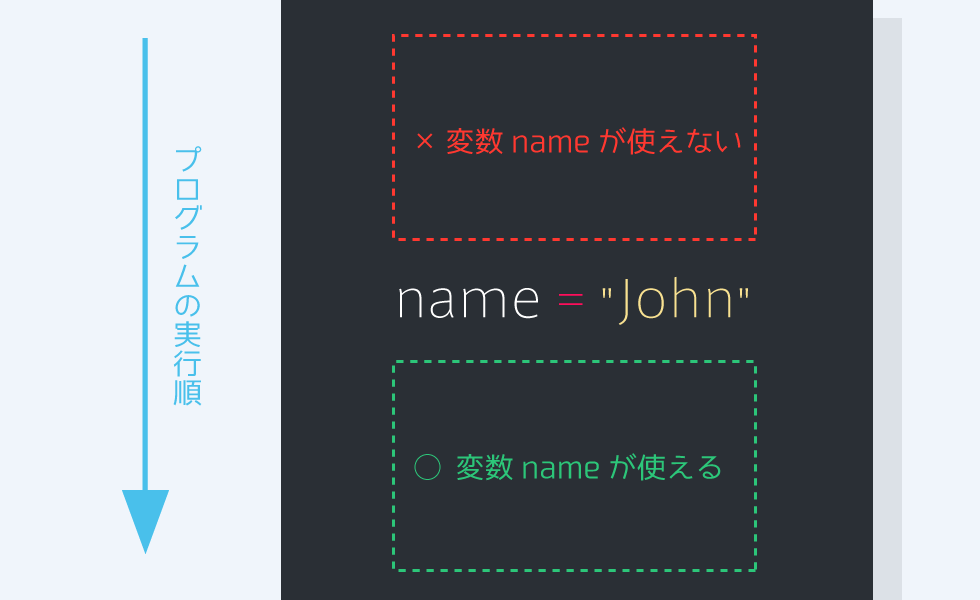 プログラムの実行順
× 変数 name が使えない
name = "John"
○ 変数 name が使える